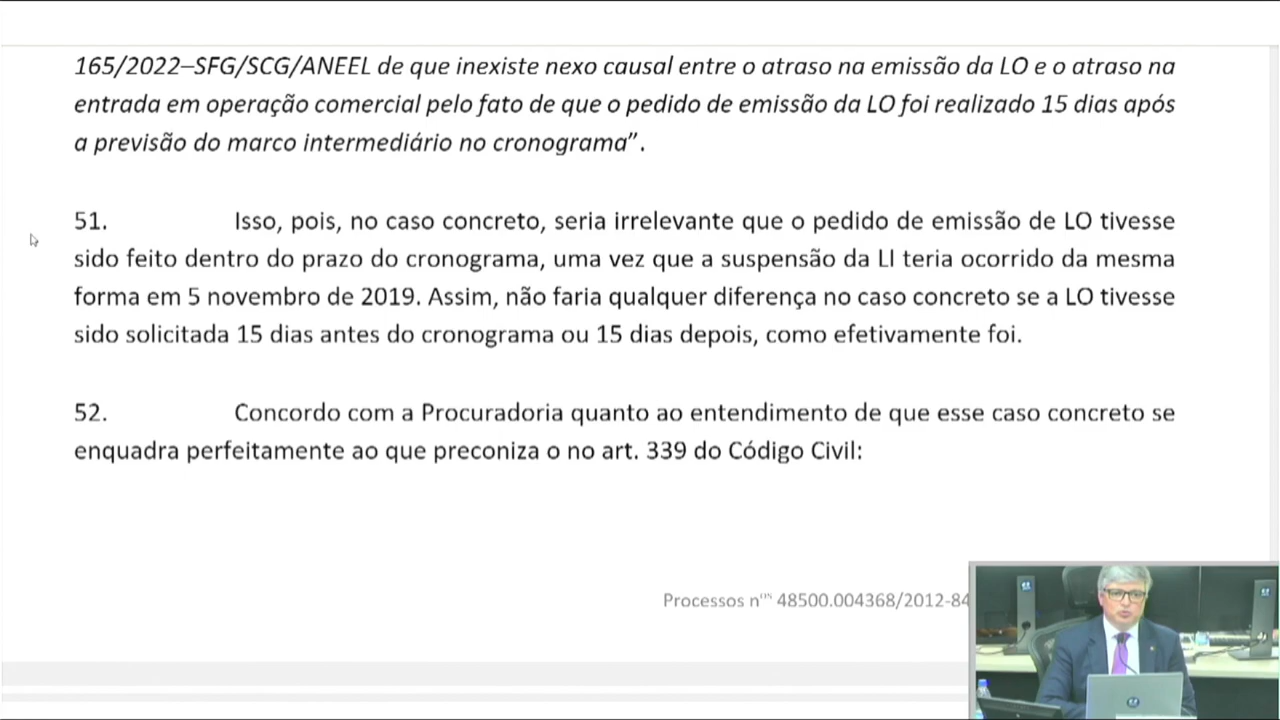 165/2022–SFG/SCG/ANEEL de que inexiste nexo causal entre o atraso na emissão da LO e o atraso na
entrada em operação comercial pelo fato de que o pedido de emissão da LO foi realizado 15 dias após
a previsão do marco intermediário no cronograma”.
51. Isso, pois, no caso concreto, seria irrelevante que o pedido de emissão de LO tivesse
sido feito dentro do prazo do cronograma, uma vez que a suspensão da LI teria ocorrido da mesma
forma em 5 novembro de 2019. Assim, não faria qualquer diferença no caso concreto se a LO tivesse
sido solicitada 15 dias antes do cronograma ou 15 dias depois, como efetivamente foi.
52. Concordo com a Procuradoria quanto ao entendimento de que esse caso concreto se
enquadra perfeitamente ao que preconiza o no art. 339 do Código Civil:
Processos nºˢ 48500.004368/2012-84